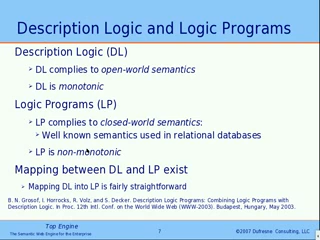 Description Logic and Logic Programs
Description Logic (DL)
DL complies to open-world semantics
DL is monotonic
Logic Programs (LP)
LP complies to closed-world semantics:
Well known semantics used in relational databases
LP is non-monotonic
Mapping between DL and LP exist
Mapping DL into LP is fairly straightforward
B. N. Grosof, I. Horrocks, R. Volz, and S. Decker. Description Logic Programs: Combining Logic Programs with
Description Logic. In Proc. 12th Intl. Conf. on the World Wide Web (WWW-2003). Budapest, Hungary, May 2003.
Top Engine
The Semantic Web Engine for the Enterprise
7
©2007 Dufresne Consulting, LLC